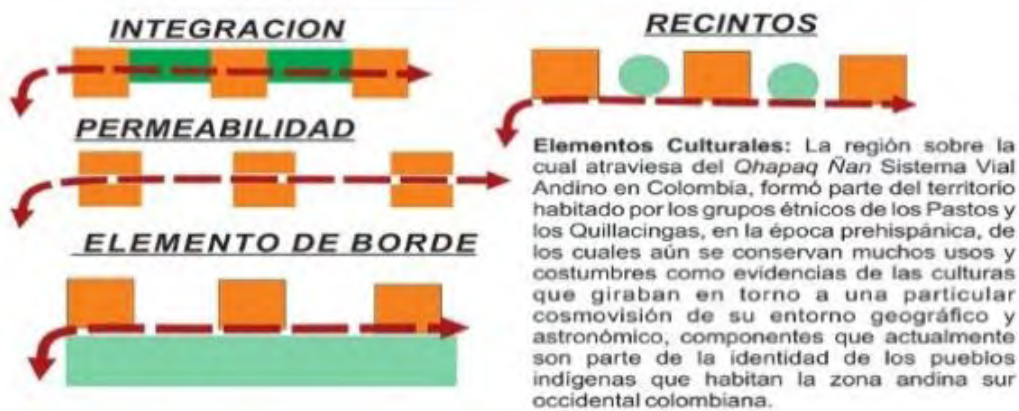 INTEGRACION
PERMEABILIDAD
ELEMENTO DE BORDE
RECINTOS
Elementos Culturales: La región sobre la
cual atraviesa del Qhapaq Ñan Sistema Vial
Andino en Colombia, formó parte del territorio
habitado por los grupos étnicos de los Pastos y
los Quillacingas, en la época prehispánica, de
los cuales aún se conservan muchos usos y
costumbres como evidencias de las culturas
que giraban en torno a una particular
cosmovisión de su entorno geográfico y
astronómico, componentes que actualmente
son parte de la identidad de los pueblos
indígenas que habitan la zona andina sur
occidental colombiana.